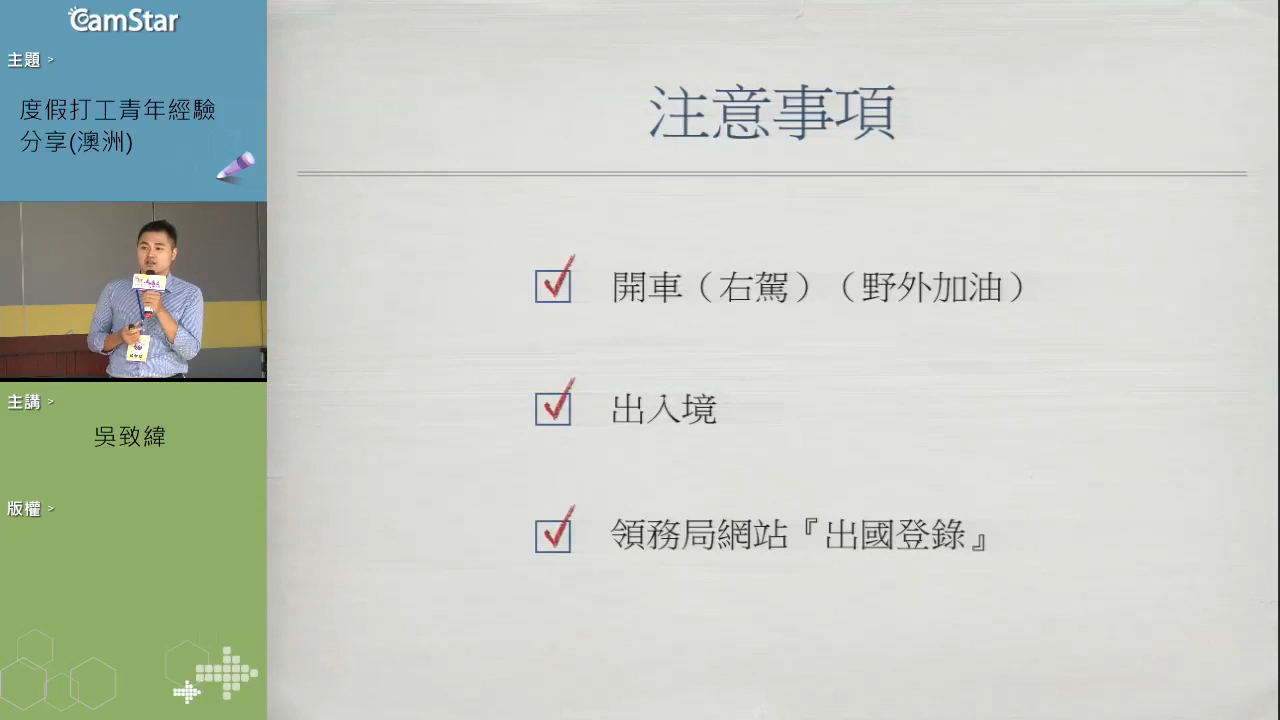 CamStar
主題 >
度假打工青年經驗
分享(澳洲)
主講 >
吳致緯
版權 >
注意事項
開車（右駕）（野外加油）
出入境
領務局網站『出國登錄』